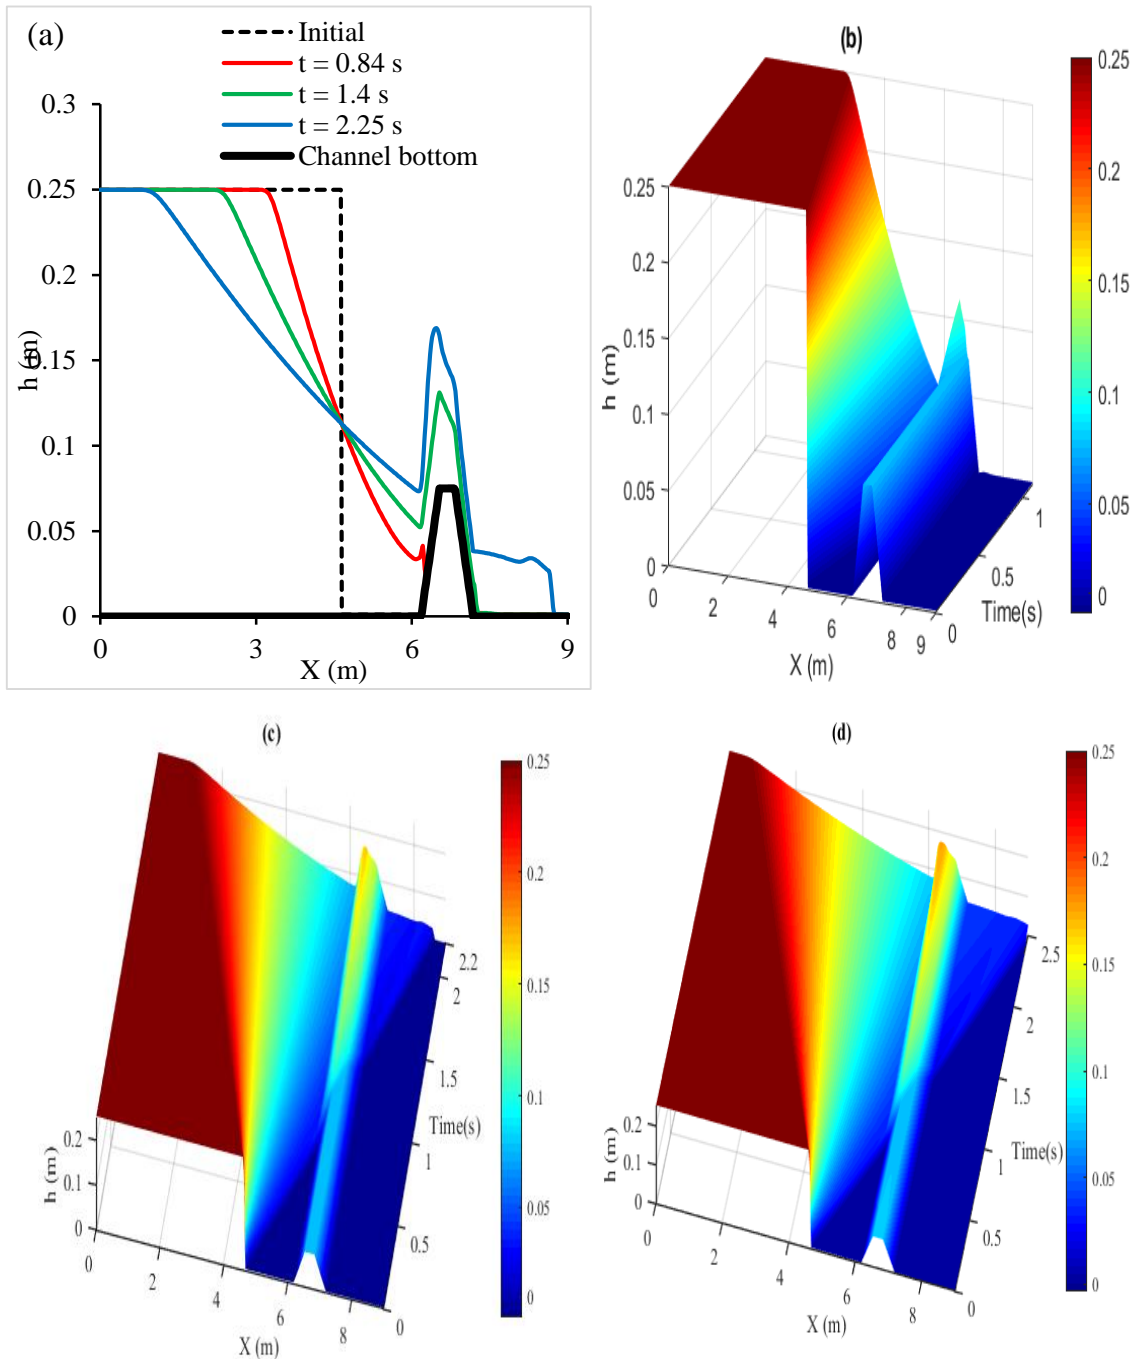 (a)
Initial
t = 0.84 s
t = 1.4 s
t = 2.25 s
Channel bottom
0.3
0.25
0.2
0.15
0.1
0.05
0
h (m)
0 3 6 9
X (m)
(b)
0.25
0.2
0.15
0.1
0.05
0
h (m)
0 2 4 6 8 9
X (m)
0 0.5 1
Time(s)
0.25
0.2
0.15
0.1
0.05
0
(c)
0.2
0.1
0
h (m)
0 2 4 6 8
X (m)
0 0.5 1 1.5 2 2.2
Time(s)
0.25
0.2
0.15
0.1
0.05
0
(d)
0.2
0.1
0
h (m)
0 2 4 6 8
X (m)
0 0.5 1 1.5 2 2.5
Time(s)
0.25
0.2
0.15
0.1
0.05
0